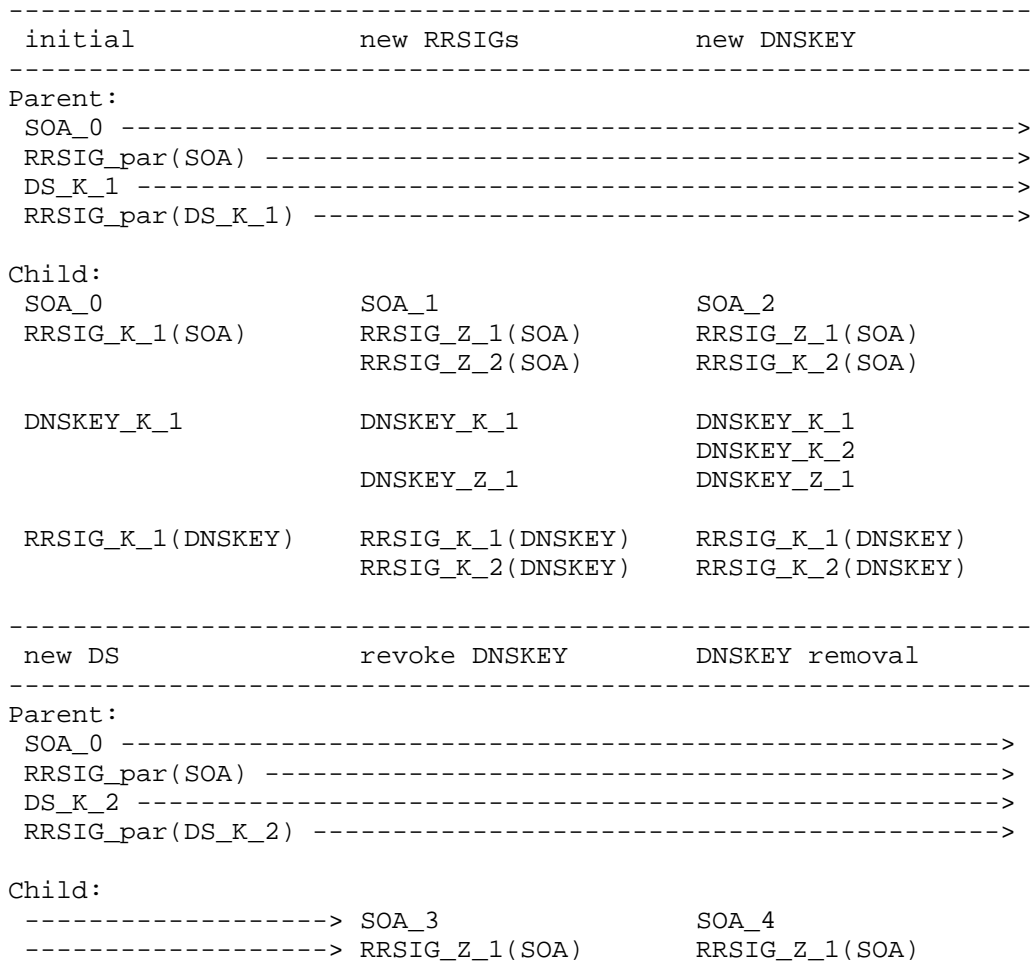 ----------------------------------------------------------------
 initial              new RRSIGs           new DNSKEY
----------------------------------------------------------------
Parent:
 SOA_0 -------------------------------------------------------->
 RRSIG_par(SOA) ----------------------------------------------->
 DS_K_1 ------------------------------------------------------->
 RRSIG_par(DS_K_1) -------------------------------------------->

Child:
 SOA_0                SOA_1                SOA_2
 RRSIG_K_1(SOA)       RRSIG_Z_1(SOA)       RRSIG_Z_1(SOA)
                      RRSIG_Z_2(SOA)       RRSIG_K_2(SOA)

 DNSKEY_K_1           DNSKEY_K_1           DNSKEY_K_1
                                           DNSKEY_K_2
                      DNSKEY_Z_1           DNSKEY_Z_1

 RRSIG_K_1(DNSKEY)    RRSIG_K_1(DNSKEY)    RRSIG_K_1(DNSKEY)
                      RRSIG_K_2(DNSKEY)    RRSIG_K_2(DNSKEY)

----------------------------------------------------------------
 new DS               revoke DNSKEY        DNSKEY removal
----------------------------------------------------------------
Parent:
 SOA_0 ------------------------------------------------------->
 RRSIG_par(SOA) ---------------------------------------------->
 DS_K_2 ------------------------------------------------------>
 RRSIG_par(DS_K_2) ------------------------------------------->

Child:
 -------------------> SOA_3                SOA_4
 -------------------> RRSIG_Z_1(SOA)       RRSIG_Z_1(SOA)